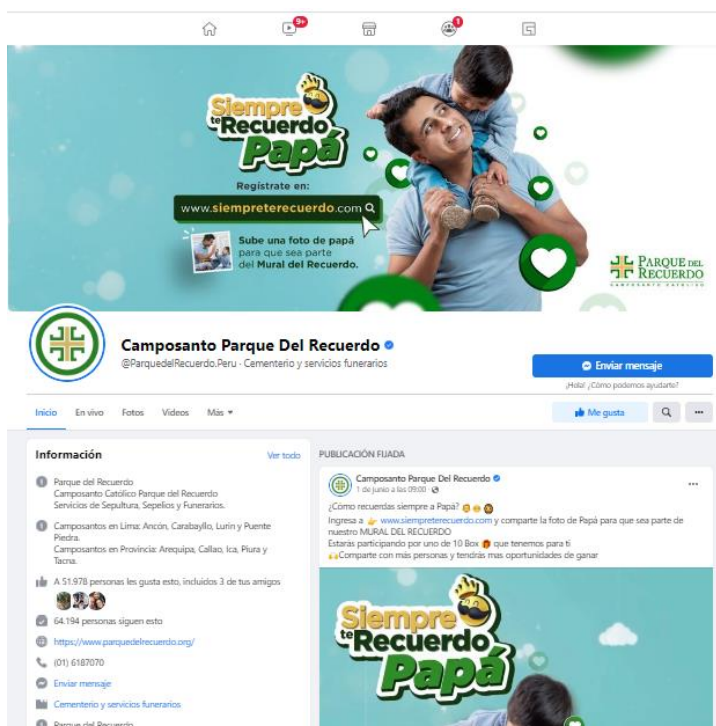 9+
1
Siempre
te Recuerdo
Papá
Regístrate en:
www.siempreterecuerdo.com
Sube una foto de papá
para que sea parte
del Mural del Recuerdo.
PARQUE DEL
RECUERDO
CAMPOSANTO CATÓLICO
Camposanto Parque Del Recuerdo
@ParquedelRecuerdo.Peru · Cementerio y servicios funerarios
Enviar mensaje
¡Hola! ¿Cómo podemos ayudarte?
Inicio En vivo Fotos Videos Más
Me gusta
Información Ver todo
Parque del Recuerdo
Camposanto Católico Parque del Recuerdo
Servicios de Sepultura, Sepelios y Funerarios.
Camposantos en Lima: Ancón, Carabayllo, Lurin y Puente
Piedra.
Camposantos en Provincia: Arequipa, Callao, Ica, Piura y
Tacna.
A 51.978 personas les gusta esto, incluidos 3 de tus amigos
64.194 personas siguen esto
https://www.parquedelrecuerdo.org/
(01) 6187070
Enviar mensaje
Cementerio y servicios funerarios
Parque del Recuerdo
PUBLICACIÓN FIJADA
Camposanto Parque Del Recuerdo
1 de junio a las 09:00 ·
¿Cómo recuerdas siempre a Papá?
Ingresa a www.siempreterecuerdo.com y comparte la foto de Papá para que sea parte de
nuestro MURAL DEL RECUERDO
Estarás participando por uno de 10 Box que tenemos para ti
Comparte con más personas y tendrás mas oportunidades de ganar
Siempre
te Recuerdo
Papá